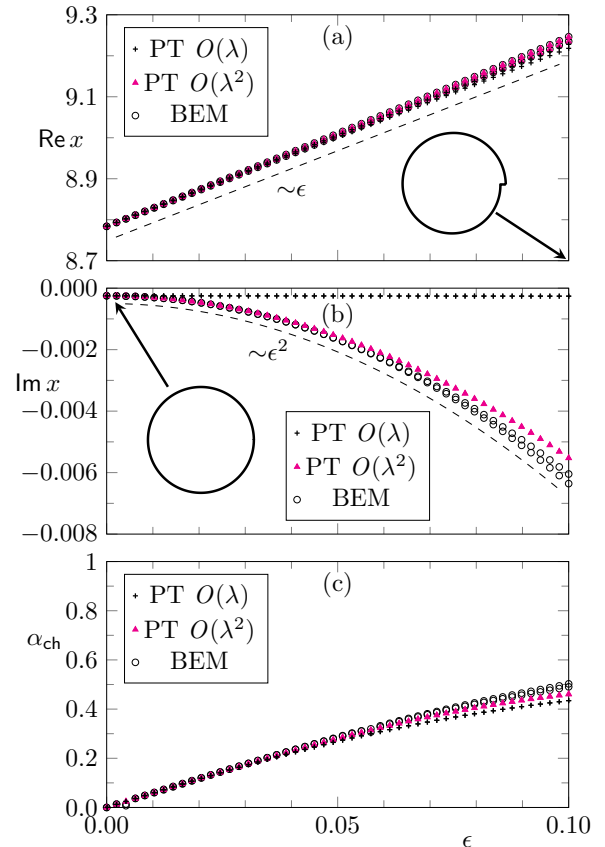 9.3
(a)
PT O(λ)
PT O(λ²)
BEM
9.1
Re x
8.9
∼ϵ
8.7
0.000
(b)
−0.002
∼ϵ²
Im x
−0.004
PT O(λ)
PT O(λ²)
BEM
−0.006
−0.008
1
(c)
PT O(λ)
PT O(λ²)
BEM
0.8
α_ch
0.6
0.4
0.2
0.0
0.00 0.05 ϵ 0.10